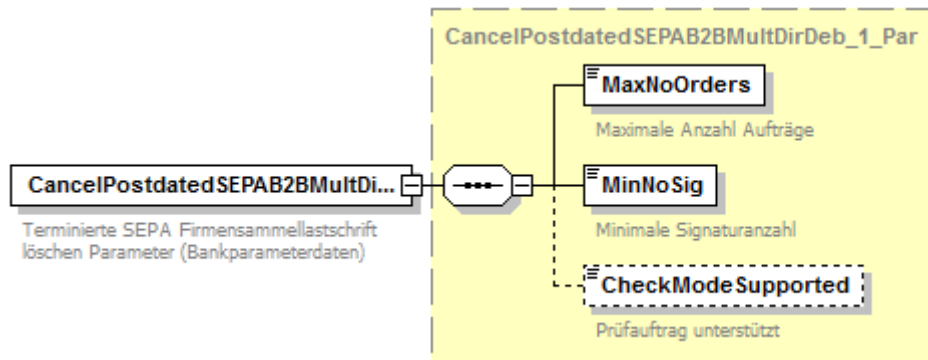 CancelPostdatedSEPAB2BMultDirDeb_1_Par
MaxNoOrders
Maximale Anzahl Aufträge
CancelPostdatedSEPAB2BMultDi...
Terminierte SEPA Firmensammellastschrift
löschen Parameter (Bankparameterdaten)
MinNoSig
Minimale Signaturanzahl
CheckModeSupported
Prüfauftrag unterstützt